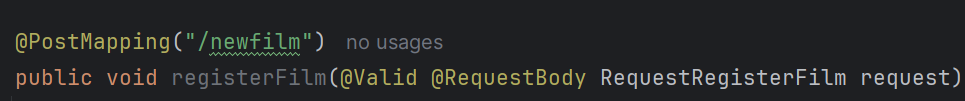 @PostMapping("/newfilm") no usages
public void registerFilm(@Valid @RequestBody RequestRegisterFilm request)